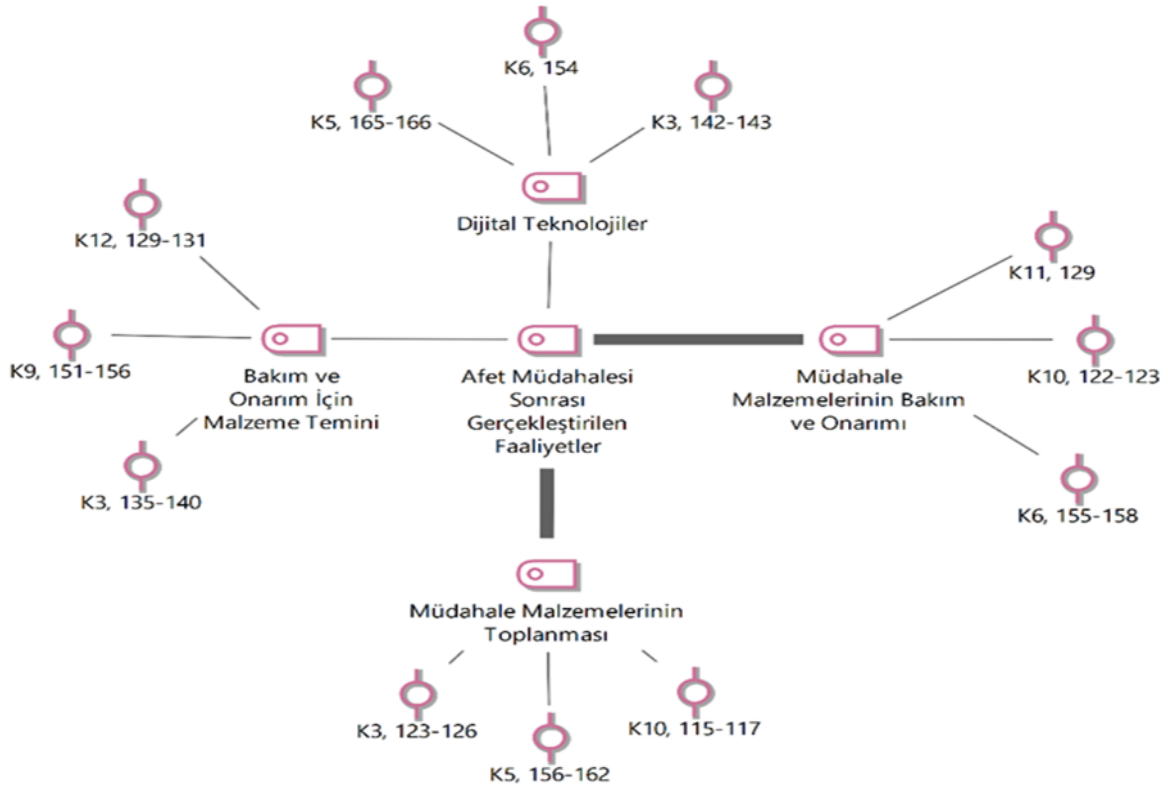 K6, 154
K5, 165-166
K3, 142-143
Dijital Teknolojiler
K12, 129-131
K11, 129
K9, 151-156
Bakım ve
Onarım İçin
Malzeme Temini
Afet Müdahalesi
Sonrası
Gerçekleştirilen
Faaliyetler
Müdahale
Malzemelerinin Bakım
ve Onarımı
K10, 122-123
K3, 135-140
K6, 155-158
Müdahale Malzemelerinin
Toplanması
K3, 123-126
K10, 115-117
K5, 156-162